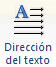 A
Dirección
del texto